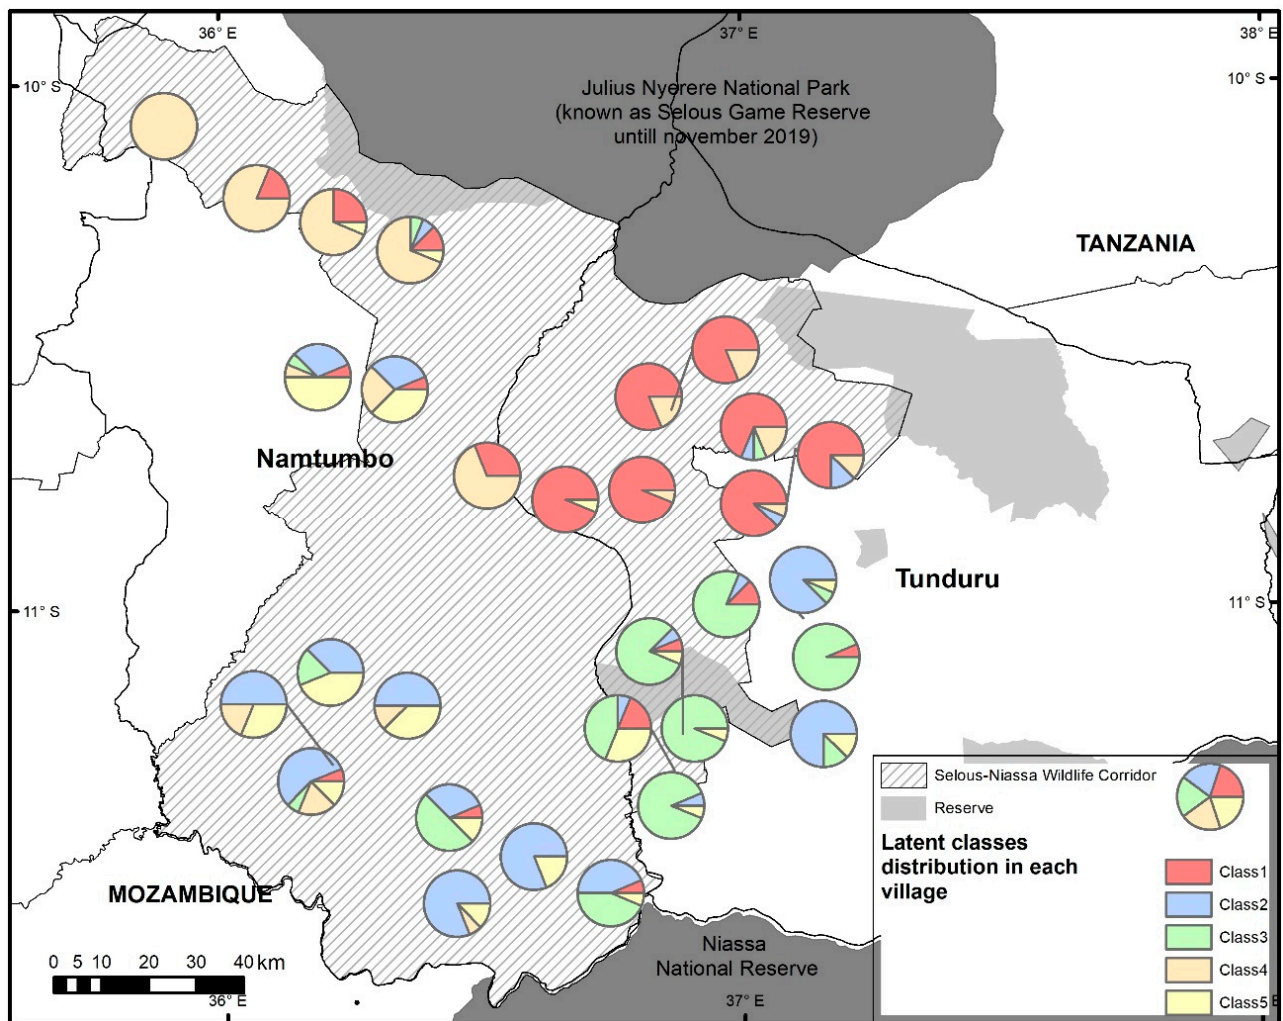 36° E
37° E
38° E
10° S
10° S
Julius Nyerere National Park
(known as Selous Game Reserve
untill november 2019)
TANZANIA
Namtumbo
Tunduru
11° S
11° S
MOZAMBIQUE
Niassa
National Reserve
0 5 10 20 30 40 km
36° E
37° E
E
Selous-Niassa Wildlife Corridor
Reserve
Latent classes
distribution in each
village
Class1
Class2
Class3
Class4
Class5